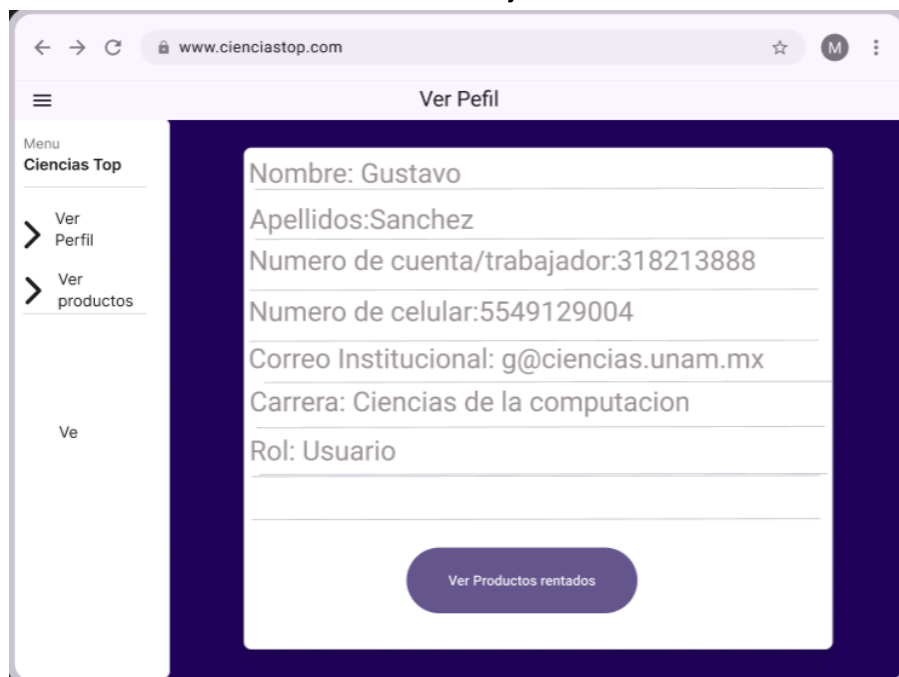 www.cienciastop.com
M
Ver Pefil
Menu
Ciencias Top
Ver
Perfil
Ver
productos
Ve
Nombre: Gustavo
Apellidos:Sanchez
Numero de cuenta/trabajador:318213888
Numero de celular:5549129004
Correo Institucional: g@ciencias.unam.mx
Carrera: Ciencias de la computacion
Rol: Usuario
Ver Productos rentados